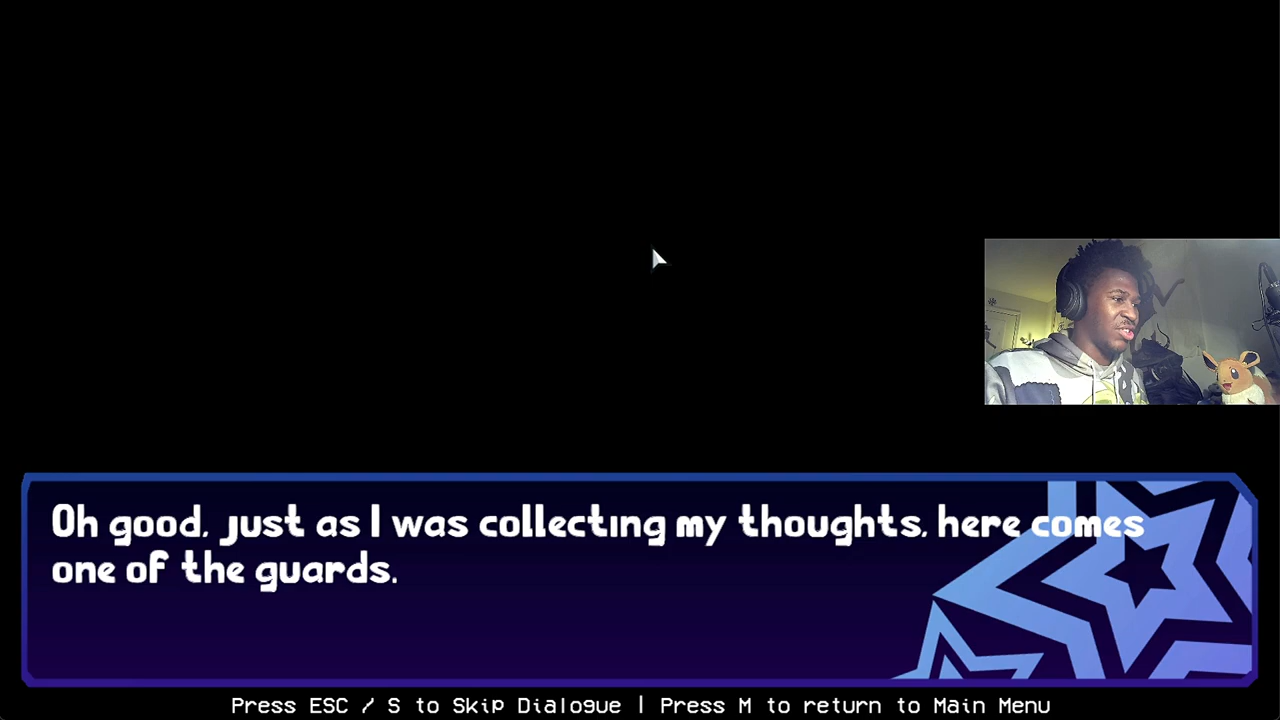 Oh good, just as I was collecting my thoughts, here comes
one of the guards.
Press ESC / S to Skip Dialogue | Press M to return to Main Menu